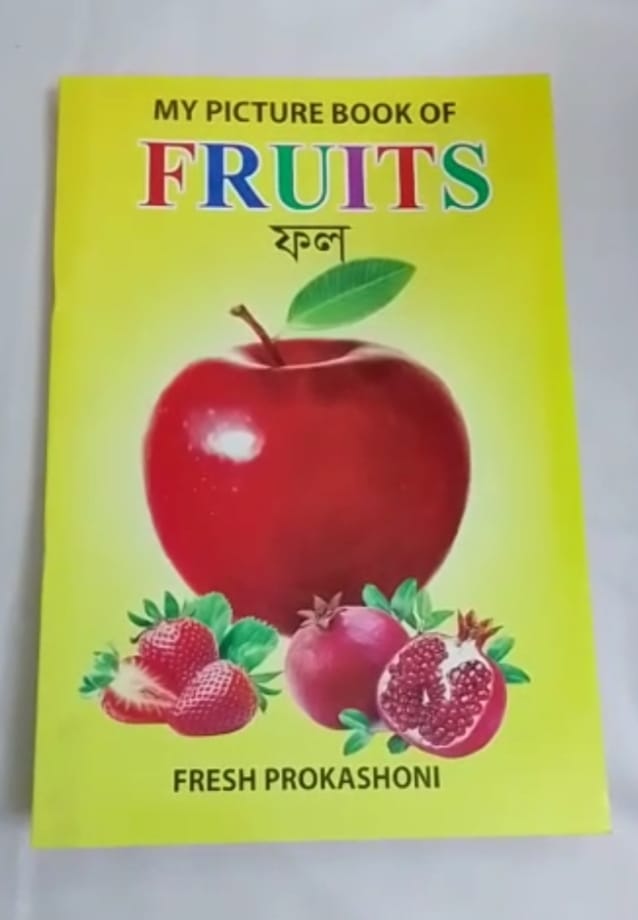 MY PICTURE BOOK OF
FRUITS
ফল
FRESH PROKASHONI